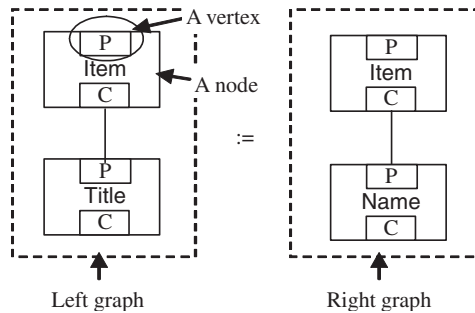 A vertex
P
Item
C
A node
P
Title
C
Left graph
:=
P
Item
C
P
Name
C
Right graph